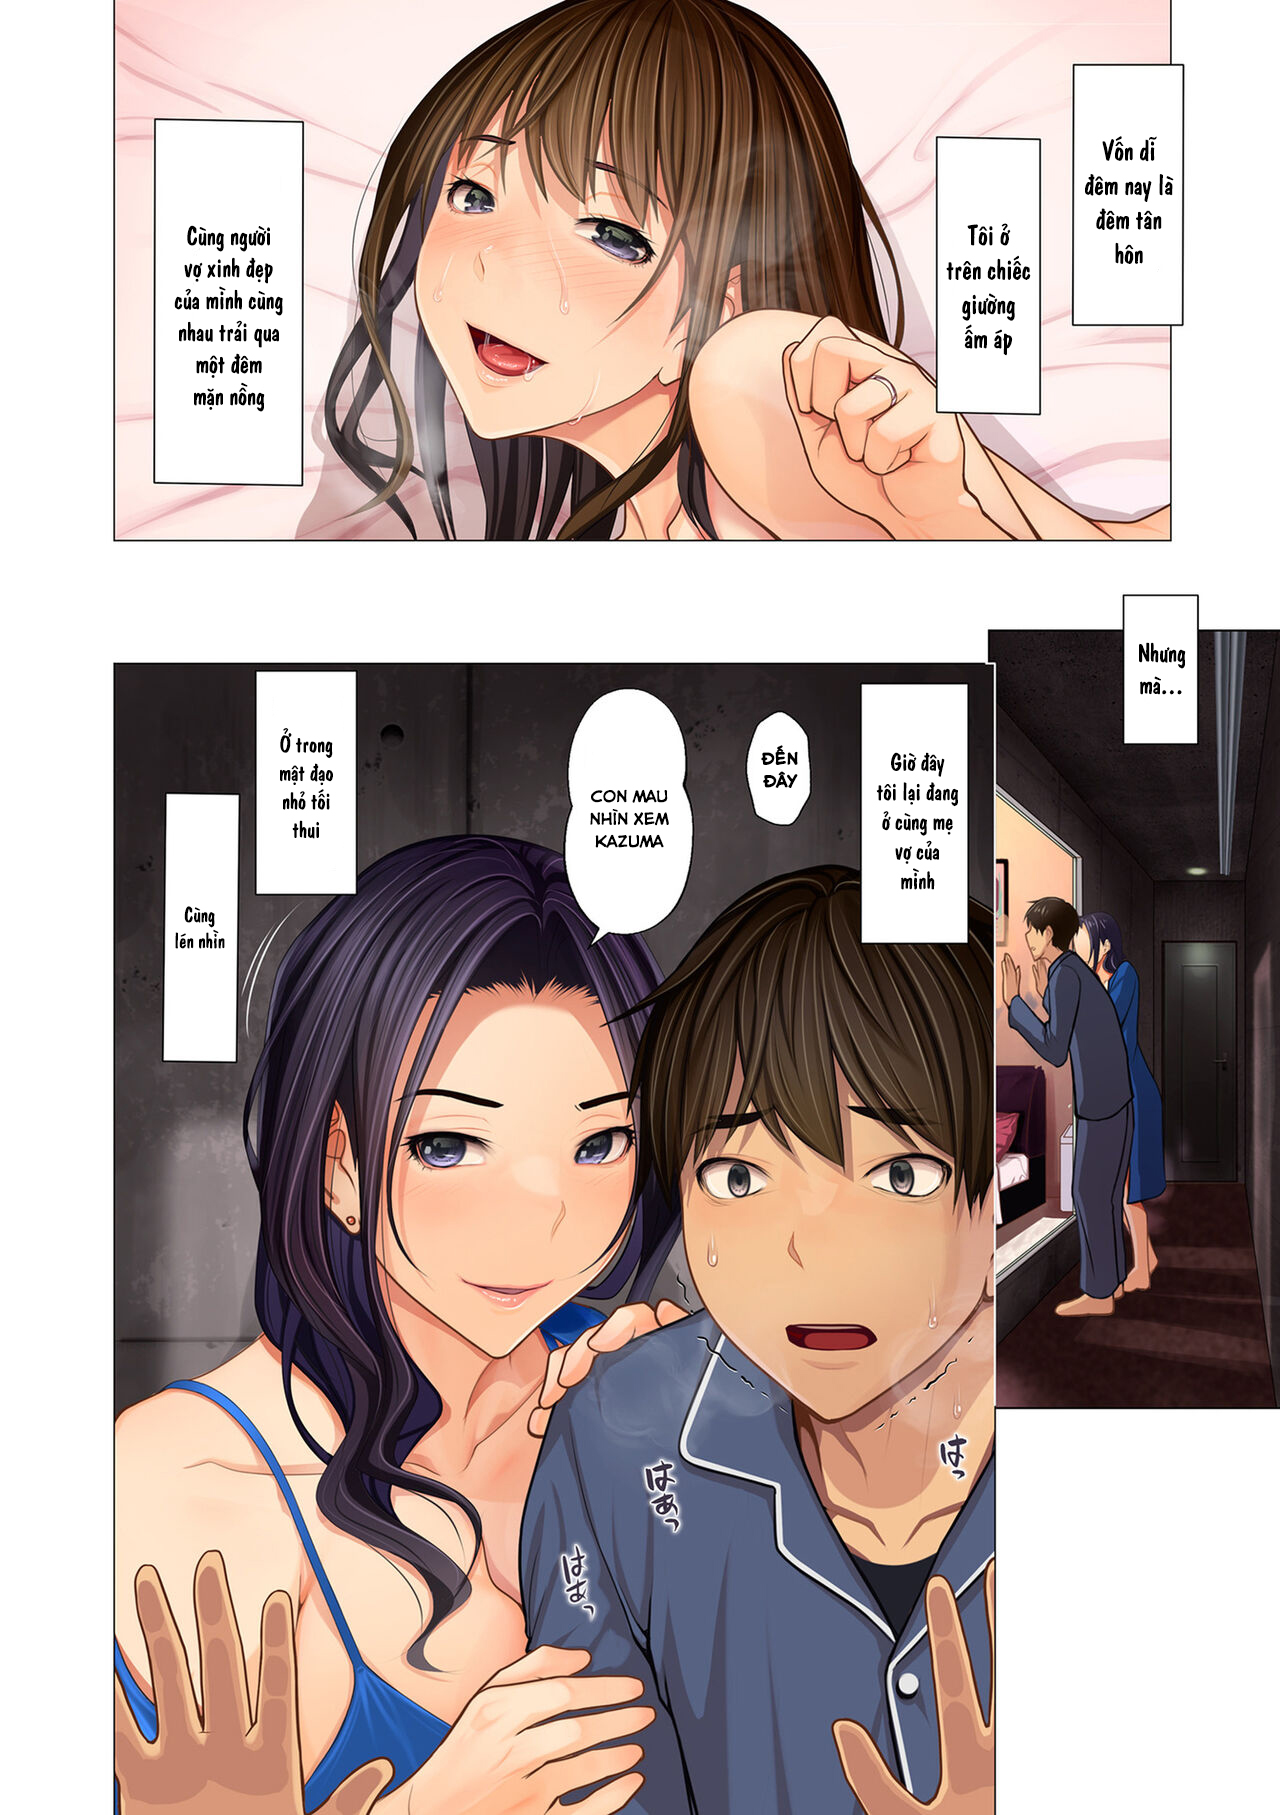 Vốn dĩ
đêm nay là
đêm tân
hôn
Tôi ở
trên chiếc
giường
ấm áp
Cùng người
vợ xinh đẹp
của mình cùng
nhau trải qua
một đêm
mặn nồng
Nhưng
mà...
Giờ đây
tôi lại đang
ở cùng mẹ
vợ của
mình
ĐẾN
ĐÂY
CON MAU
NHÌN XEM
KAZUMA
Ở trong
mật đạo
nhỏ tối
thui
Cùng
lén nhìn
はっ
はぁっ
はぁっ